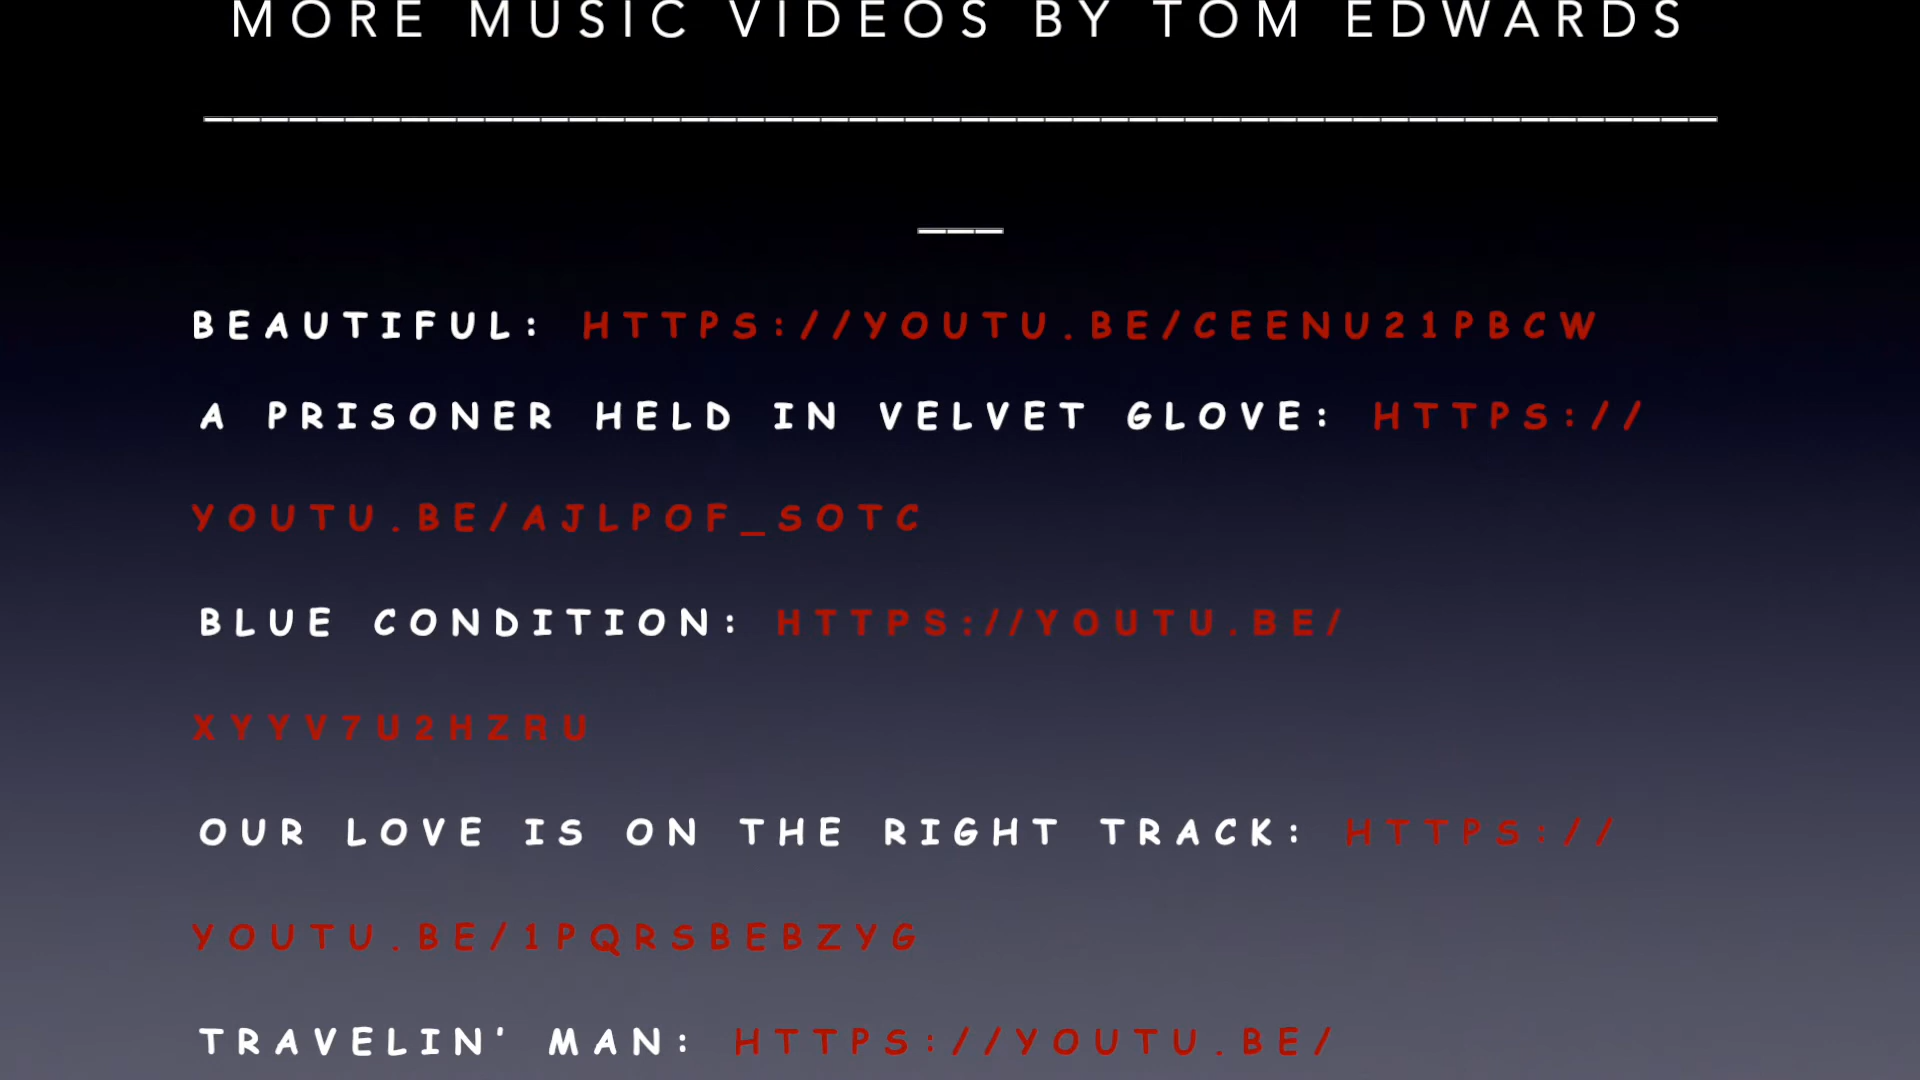 MORE MUSIC VIDEOS BY TOM EDWARDS
______________________________________________________
___
BEAUTIFUL: HTTPS://YOUTU.BE/CEENU21PBCW
A PRISONER HELD IN VELVET GLOVE: HTTPS://
YOUTU.BE/AJLPOF_SOTC
BLUE CONDITION: HTTPS://YOUTU.BE/
XYYV7U2HZRU
OUR LOVE IS ON THE RIGHT TRACK: HTTPS://
YOUTU.BE/1PQRSBEBZYG
TRAVELIN' MAN: HTTPS://YOUTU.BE/